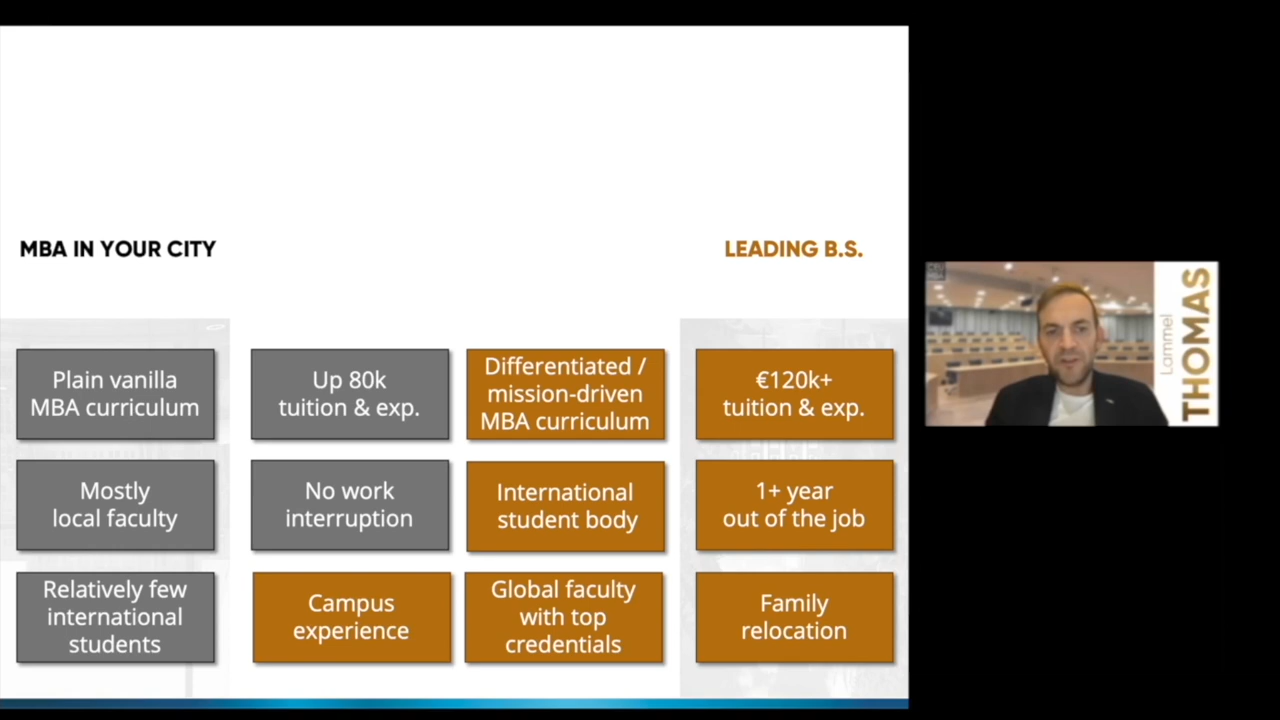 MBA IN YOUR CITY
LEADING B.S.
Plain vanilla
MBA curriculum
Up 80k
tuition & exp.
Differentiated /
mission-driven
MBA curriculum
€120k+
tuition & exp.
Mostly
local faculty
No work
interruption
International
student body
1+ year
out of the job
Relatively few
international
students
Campus
experience
Global faculty
with top
credentials
Family
relocation
Lammel
THOMAS